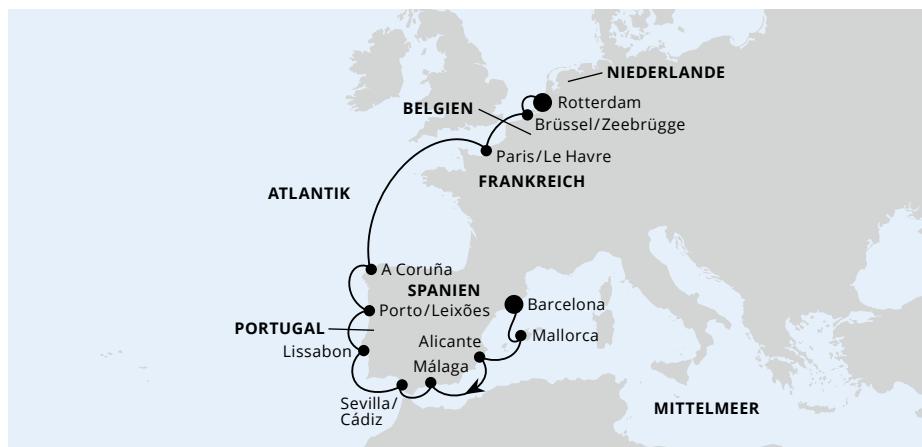 NIEDERLANDE
Rotterdam
BELGIEN
Brüssel/Zeebrügge
Paris/Le Havre
FRANKREICH
ATLANTIK
A Coruña
SPANIEN
Barcelona
Porto/Leixões
PORTUGAL
Mallorca
Alicante
Lissabon
Málaga
Sevilla/
Cádiz
MITTELMEER